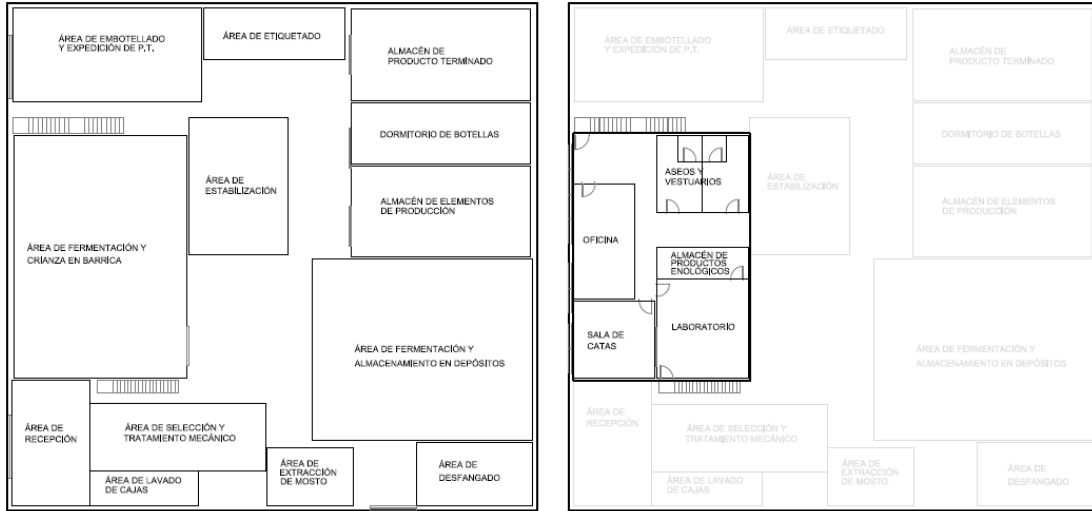 ÁREA DE EMBOTELLADO
Y EXPEDICIÓN DE P.T.
ÁREA DE ETIQUETADO
ALMACÉN DE
PRODUCTO TERMINADO
DORMITORIO DE BOTELLAS
ÁREA DE
ESTABILIZACIÓN
ALMACÉN DE ELEMENTOS
DE PRODUCCIÓN
ÁREA DE FERMENTACIÓN Y
CRIANZA EN BARRICA
ÁREA DE FERMENTACIÓN Y
ALMACENAMIENTO EN DEPÓSITOS
ÁREA DE
RECEPCIÓN
ÁREA DE SELECCIÓN Y
TRATAMIENTO MECÁNICO
ÁREA DE LAVADO
DE CAJAS
ÁREA DE
EXTRACCIÓN
DE MOSTO
ÁREA DE
DESFANGADO
ÁREA DE EMBOTELLADO
Y EXPEDICIÓN DE P.T.
ÁREA DE ETIQUETADO
ALMACÉN DE
PRODUCTO TERMINADO
DORMITORIO DE BOTELLAS
ASEOS Y
VESTUARIOS
ÁREA DE
ESTABILIZACIÓN
ALMACÉN DE ELEMENTOS
DE PRODUCCIÓN
OFICINA
ALMACÉN DE
PRODUCTOS
ENOLÓGICOS
SALA DE
CATAS
LABORATORIO
ÁREA DE FERMENTACIÓN Y
ALMACENAMIENTO EN DEPÓSITOS
ÁREA DE
RECEPCIÓN
ÁREA DE SELECCIÓN Y
TRATAMIENTO MECÁNICO
ÁREA DE LAVADO
DE CAJAS
ÁREA DE
EXTRACCIÓN
DE MOSTO
ÁREA DE
DESFANGADO